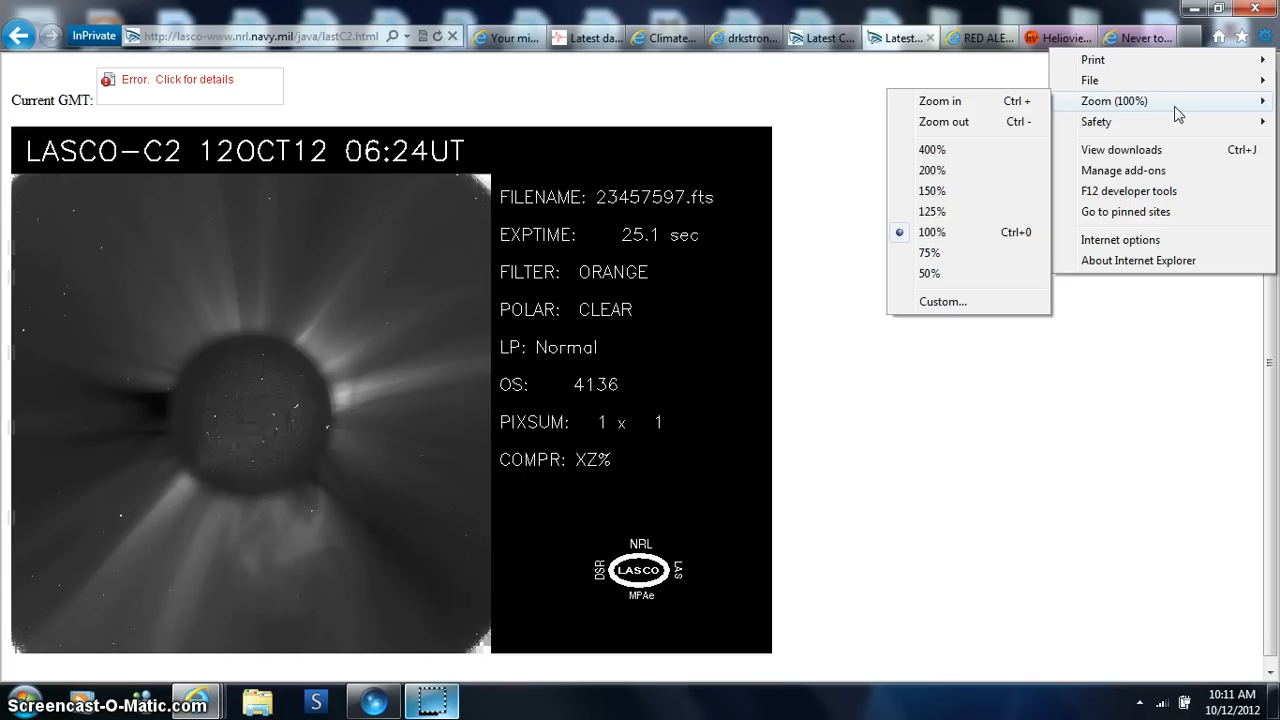 InPrivate
http://lasco-www.nrl.navy.mil/java/lastC2.html
Your mi...
Latest da...
Climate...
drkstron...
Latest C...
Latest...
RED ALE...
Heliovie...
Never to...
Error. Click for details
Current GMT:
LASCO-C2 12OCT12 06:24UT
FILENAME: 23457597.fts
EXPTIME: 25.1 sec
FILTER: ORANGE
POLAR: CLEAR
LP: Normal
OS: 4136
PIXSUM: 1 x 1
COMPR: XZ%
NRL
DSR LASCO LAS
MPAe
Zoom in Ctrl +
Zoom out Ctrl -
400%
200%
150%
125%
100% Ctrl+0
75%
50%
Custom...
Print
File
Zoom (100%)
Safety
View downloads Ctrl+J
Manage add-ons
F12 developer tools
Go to pinned sites
Internet options
About Internet Explorer
S
Screencast-O-Matic.com
10:11 AM
10/12/2012